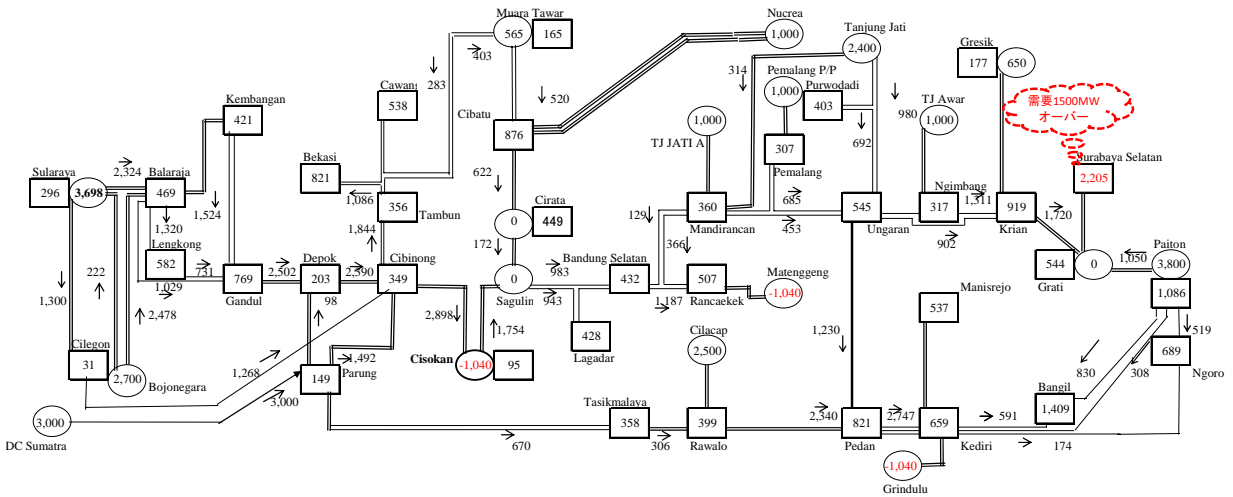 Muara Tawar
565
165
403
283
Nucrea
1,000
Tanjung Jati
2,400
314
Gresik
177
650
需要1500MW
オーバー
Kembangan
421
Cawang
538
Cibatu
520
876
Pemalang P/P
1,000
Purwodadi
403
980
TJ Awar
1,000
692
TJ JATI A
1,000
307
Pemalang
Surabaya Selatan
2,205
Sularaya
296
3,698
2,324
Balaraja
469
Bekasi
821
1,086
622
356
Tambun
Cirata
0
449
129
360
Mandirancan
685
453
545
Ungaran
Ngimbang
317
1,311
902
919
Krian
1,720
1,524
1,320
Lengkong
582
731
1,029
2,478
222
1,300
769
Gandul
2,502
Depok
203
2,590
98
1,844
Cibinong
349
172
0
Sagulin
983
943
Bandung Selatan
432
366
1,187
507
Rancaekek
Matenggeng
-1,040
544
Grati
0
1,050
Paiton
3,800
1,086
Manisrejo
537
519
689
Ngoro
Cilegon
31
2,700
Bojonegara
2,898
1,754
Cisokan
-1,040
95
428
Lagadar
Cilacap
2,500
1,230
830
308
1,268
1,492
149
Parung
3,000
DC Sumatra
3,000
Tasikmalaya
358
670
306
399
Rawalo
2,340
821
Pedan
2,747
659
Kediri
591
Bangil
1,409
174
-1,040
Grindulu